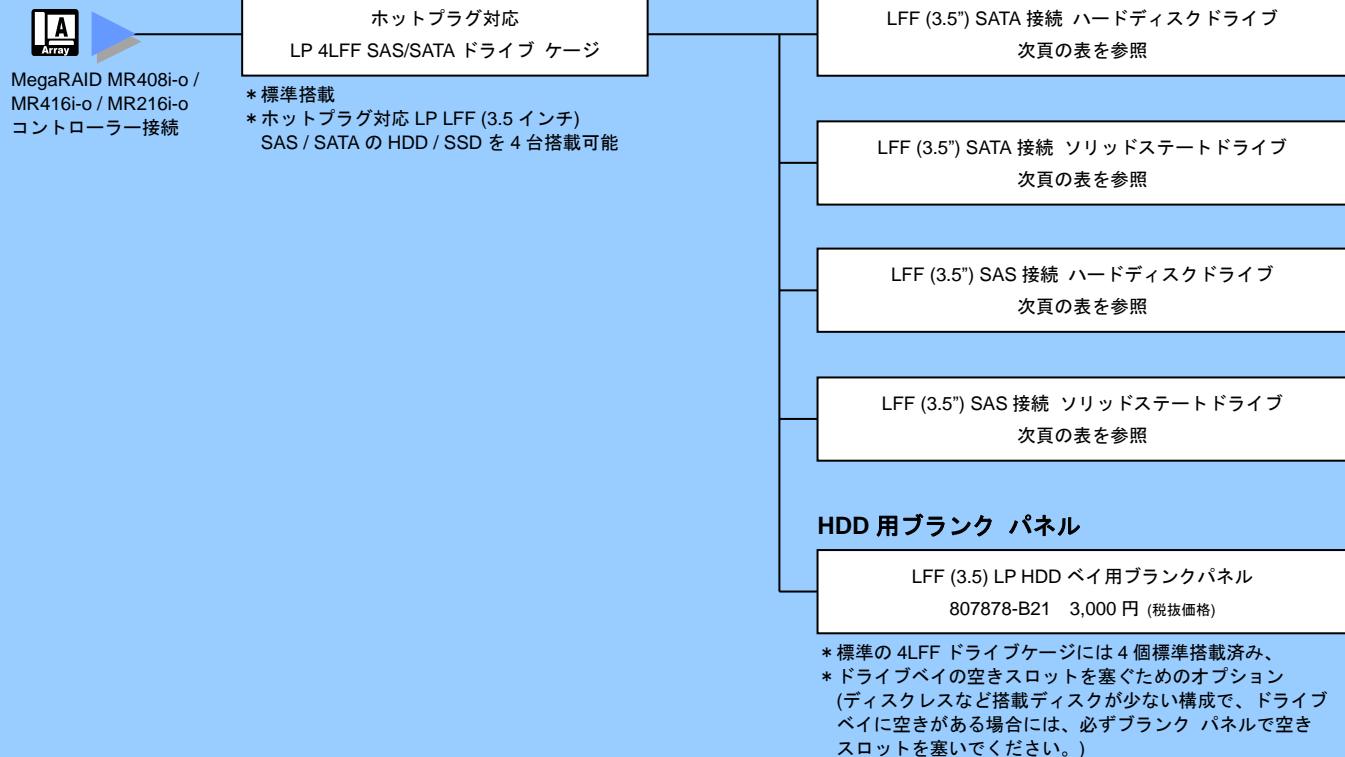 A
Array
MegaRAID MR408i-o /
MR416i-o / MR216i-o
コントローラー接続
ホットプラグ対応
LP 4LFF SAS/SATA ドライブ ケージ
＊標準搭載
＊ホットプラグ対応 LP LFF (3.5 インチ)
SAS / SATA の HDD / SSD を 4 台搭載可能
LFF (3.5”) SATA 接続 ハードディスクドライブ
次頁の表を参照
LFF (3.5”) SATA 接続 ソリッドステートドライブ
次頁の表を参照
LFF (3.5”) SAS 接続 ハードディスクドライブ
次頁の表を参照
LFF (3.5”) SAS 接続 ソリッドステートドライブ
次頁の表を参照
HDD 用ブランク パネル
LFF (3.5) LP HDD ベイ用ブランクパネル
807878-B21 3,000 円 (税抜価格)
＊標準の 4LFF ドライブケージには 4 個標準搭載済み、
＊ドライブベイの空きスロットを塞ぐためのオプション
(ディスクレスなど搭載ディスクが少ない構成で、ドライブ
ベイに空きがある場合には、必ずブランク パネルで空き
スロットを塞いでください。)